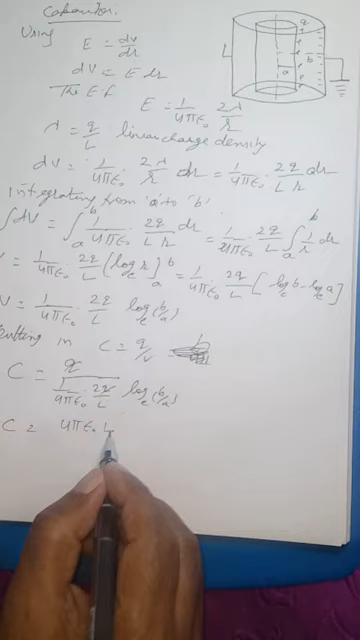 Capacitor.
Using
E = dv/dr
dV = E dr
The E.f
E = 1/4πε₀ 2λ/r
λ = q/L linear charge density
dV = 1/4πε₀ · 2λ/r dr = 1/4πε₀ · 2q/L r dr
Integrating from 'a' to 'b'
∫dV = ∫ₐᵇ 1/4πε₀ · 2q/L r dr = 1/4πε₀ · 2q/L ∫ₐᵇ 1/r dr
V = 1/4πε₀ · 2q/L (logₑ r)ₐᵇ = 1/4πε₀ · 2q/L [logₑ b - logₑ a]
V = 1/4πε₀ · 2q/L logₑ(b/a)
Putting in C = q/v =
C = q / 1/4πε₀ · 2q/L logₑ(b/a)
C = 4πε₀ L
L
q
a
b